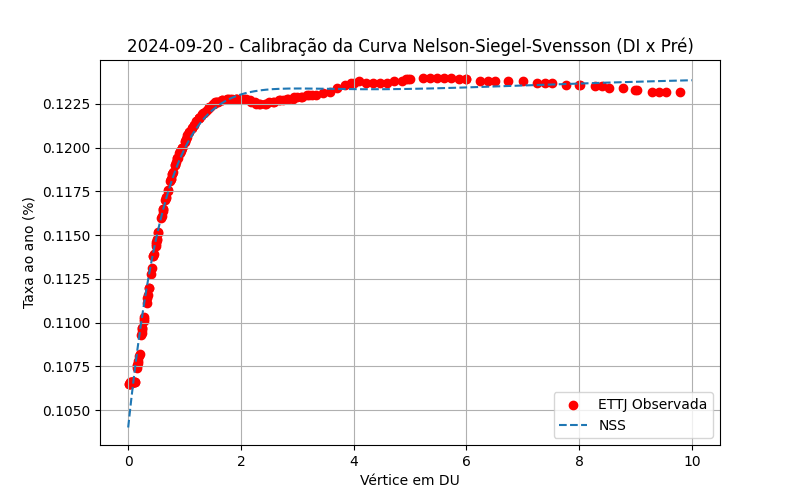 2024-09-20 - Calibração da Curva Nelson-Siegel-Svensson (DI x Pré)
Taxa ao ano (%)
0.1225
0.1200
0.1175
0.1150
0.1125
0.1100
0.1075
0.1050
ETTJ Observada
NSS
0 2 4 6 8 10
Vértice em DU